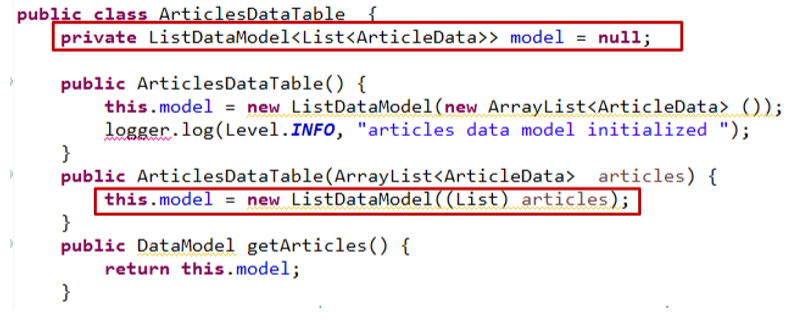 public class ArticlesDataTable  {
    private ListDataModel<List<ArticleData>> model = null;

    public ArticlesDataTable() {
        this.model = new ListDataModel(new ArrayList<ArticleData> ());
        logger.log(Level.INFO, "articles data model initialized ");
    }
    public ArticlesDataTable(ArrayList<ArticleData>  articles) {
        this.model = new ListDataModel((List) articles);
    }
    public DataModel getArticles() {
        return this.model;
    }